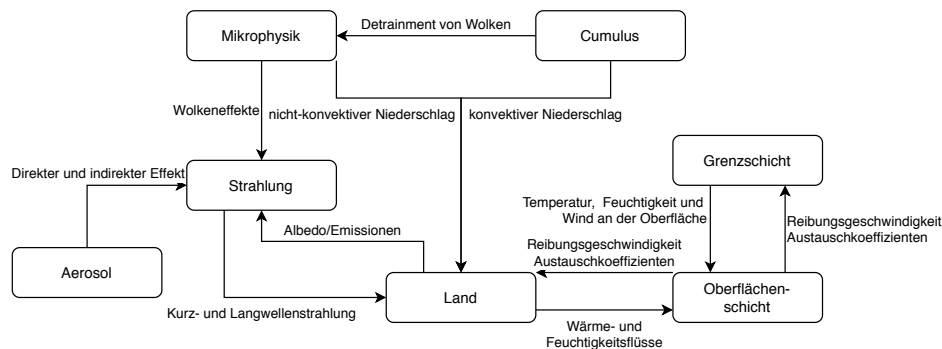 Detrainment von Wolken
Mikrophysik
Cumulus
Wolkeneffekte
nicht-konvektiver Niederschlag
konvektiver Niederschlag
Direkter und indirekter Effekt
Strahlung
Grenzschicht
Temperatur, Feuchtigkeit und
Wind an der Oberfläche
Reibungsgeschwindigkeit
Austauschkoeffizienten
Albedo/Emissionen
Reibungsgeschwindigkeit
Austauschkoeffizienten
Aerosol
Land
Oberflächen-
schicht
Kurz- und Langwellenstrahlung
Wärme- und
Feuchtigkeitsflüsse